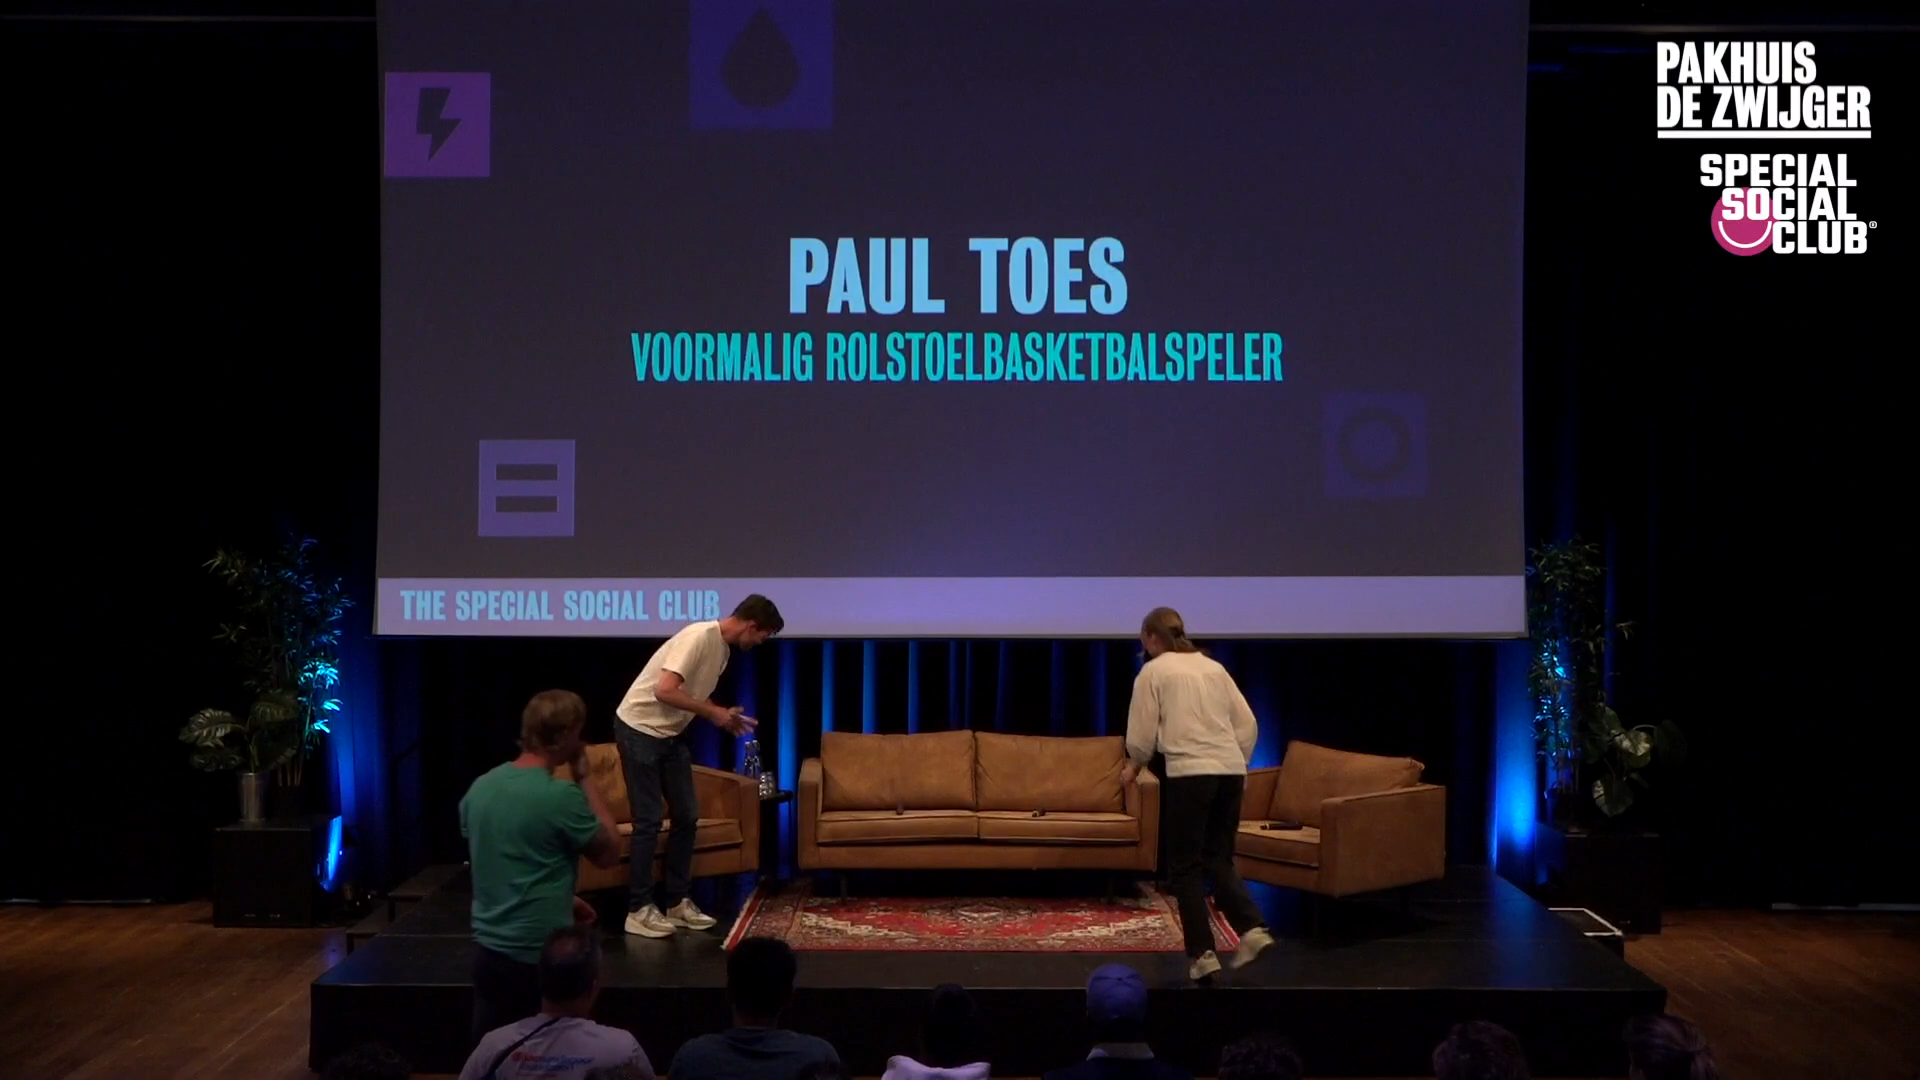 PAKHUIS
DE ZWIJGER
SPECIAL
SOCIAL
CLUB®
PAUL TOES
VOORMALIG ROLSTOELBASKETBALSPELER
THE SPECIAL SOCIAL CLUB